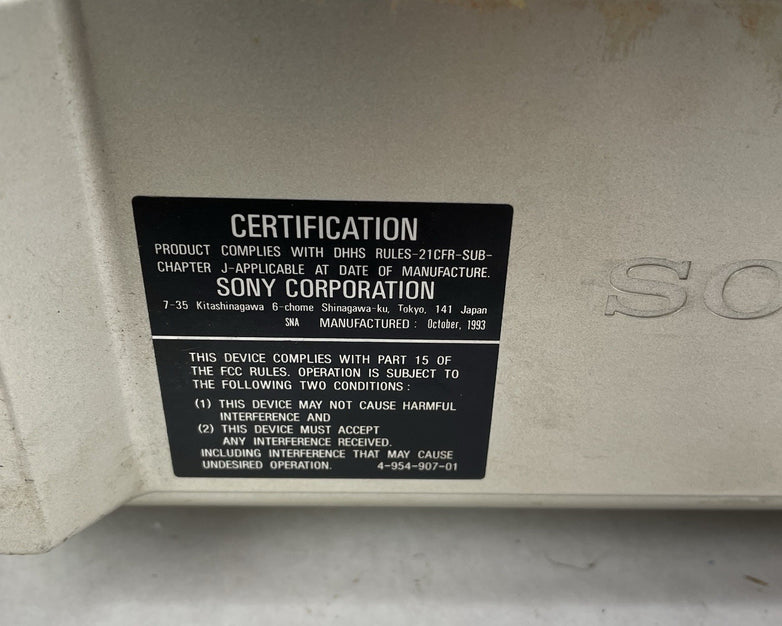 CERTIFICATION
PRODUCT COMPLIES WITH DHHS RULES-21CFR-SUB-
CHAPTER J-APPLICABLE AT DATE OF MANUFACTURE.
SONY CORPORATION
7-35 Kitashinagawa 6-chome Shinagawa-ku, Tokyo, 141 Japan
SNA MANUFACTURED: October, 1993
THIS DEVICE COMPLIES WITH PART 15 OF
THE FCC RULES. OPERATION IS SUBJECT TO
THE FOLLOWING TWO CONDITIONS:
(1) THIS DEVICE MAY NOT CAUSE HARMFUL
INTERFERENCE AND
(2) THIS DEVICE MUST ACCEPT
ANY INTERFERENCE RECEIVED.
INCLUDING INTERFERENCE THAT MAY CAUSE
UNDESIRED OPERATION. 4-954-907-01
SO